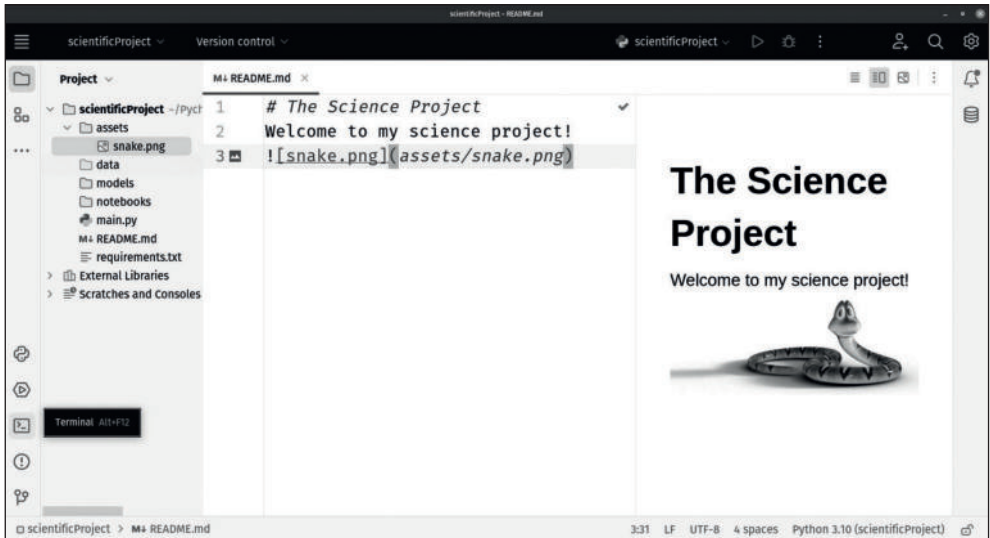 scientificProject – README.md
scientificProject
Version control
scientificProject
Project
M↓ README.md ×
scientificProject ~/Pych
assets
snake.png
data
models
notebooks
main.py
M↓ README.md
requirements.txt
External Libraries
Scratches and Consoles
1 # The Science Project
2 Welcome to my science project!
3 ![snake.png](assets/snake.png)
The Science
Project
Welcome to my science project!
Terminal Alt+F12
scientificProject > M↓ README.md
3:31 LF UTF-8 4 spaces Python 3.10 (scientificProject)